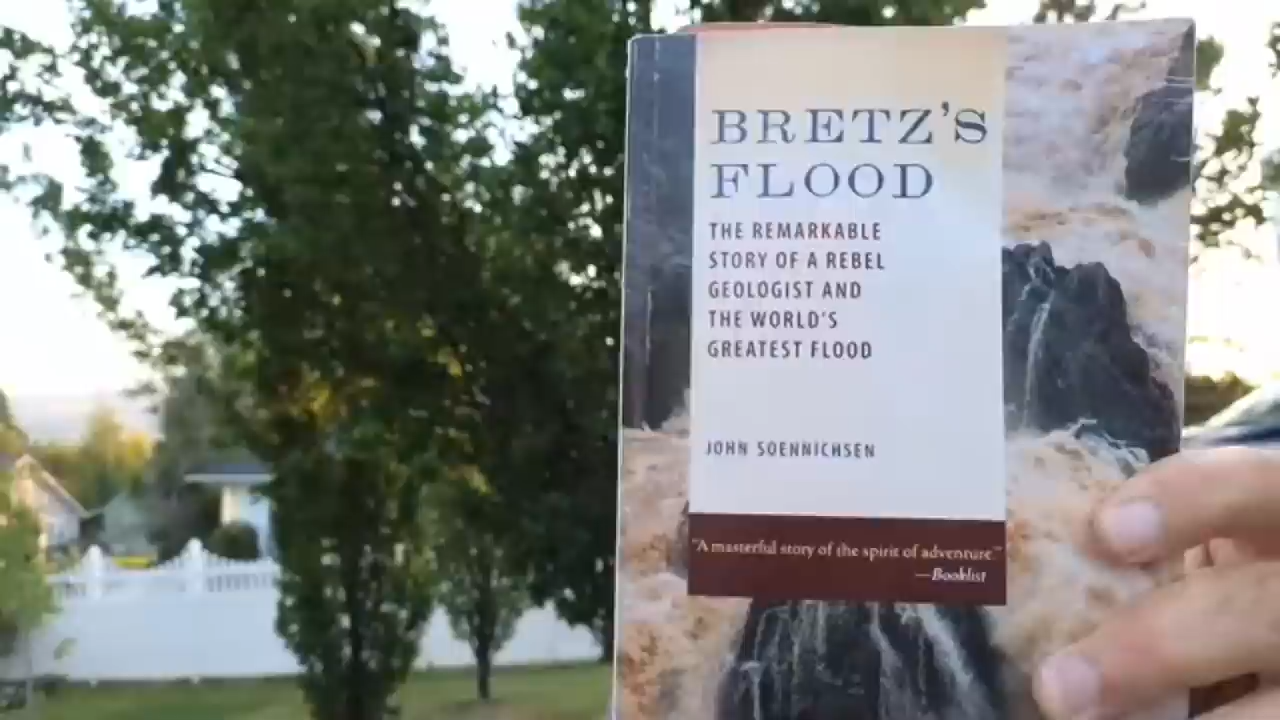 BRETZ'S
FLOOD
THE REMARKABLE
STORY OF A REBEL
GEOLOGIST AND
THE WORLD'S
GREATEST FLOOD
JOHN SOENNICHSEN
"A masterful story of the spirit of adventure."
—Booklist